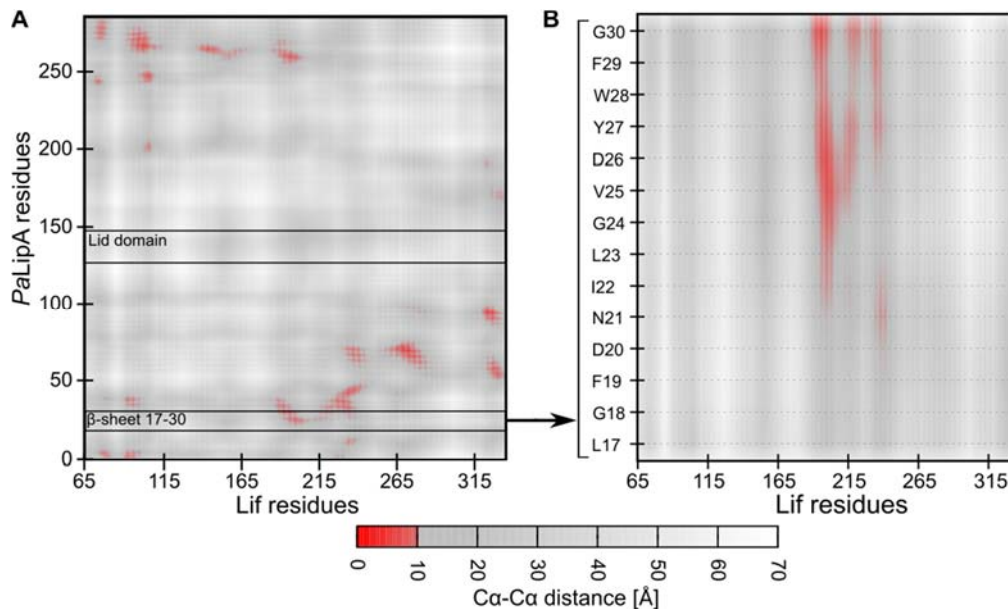 A
B
PaLipA residues
250
200
150
100
50
0
Lid domain
β-sheet 17-30
65 115 165 215 265 315
Lif residues
G30
F29
W28
Y27
D26
V25
G24
L23
I22
N21
D20
F19
G18
L17
65 115 165 215 265 315
Lif residues
0 10 20 30 40 50 60 70
Cα-Cα distance [Å]